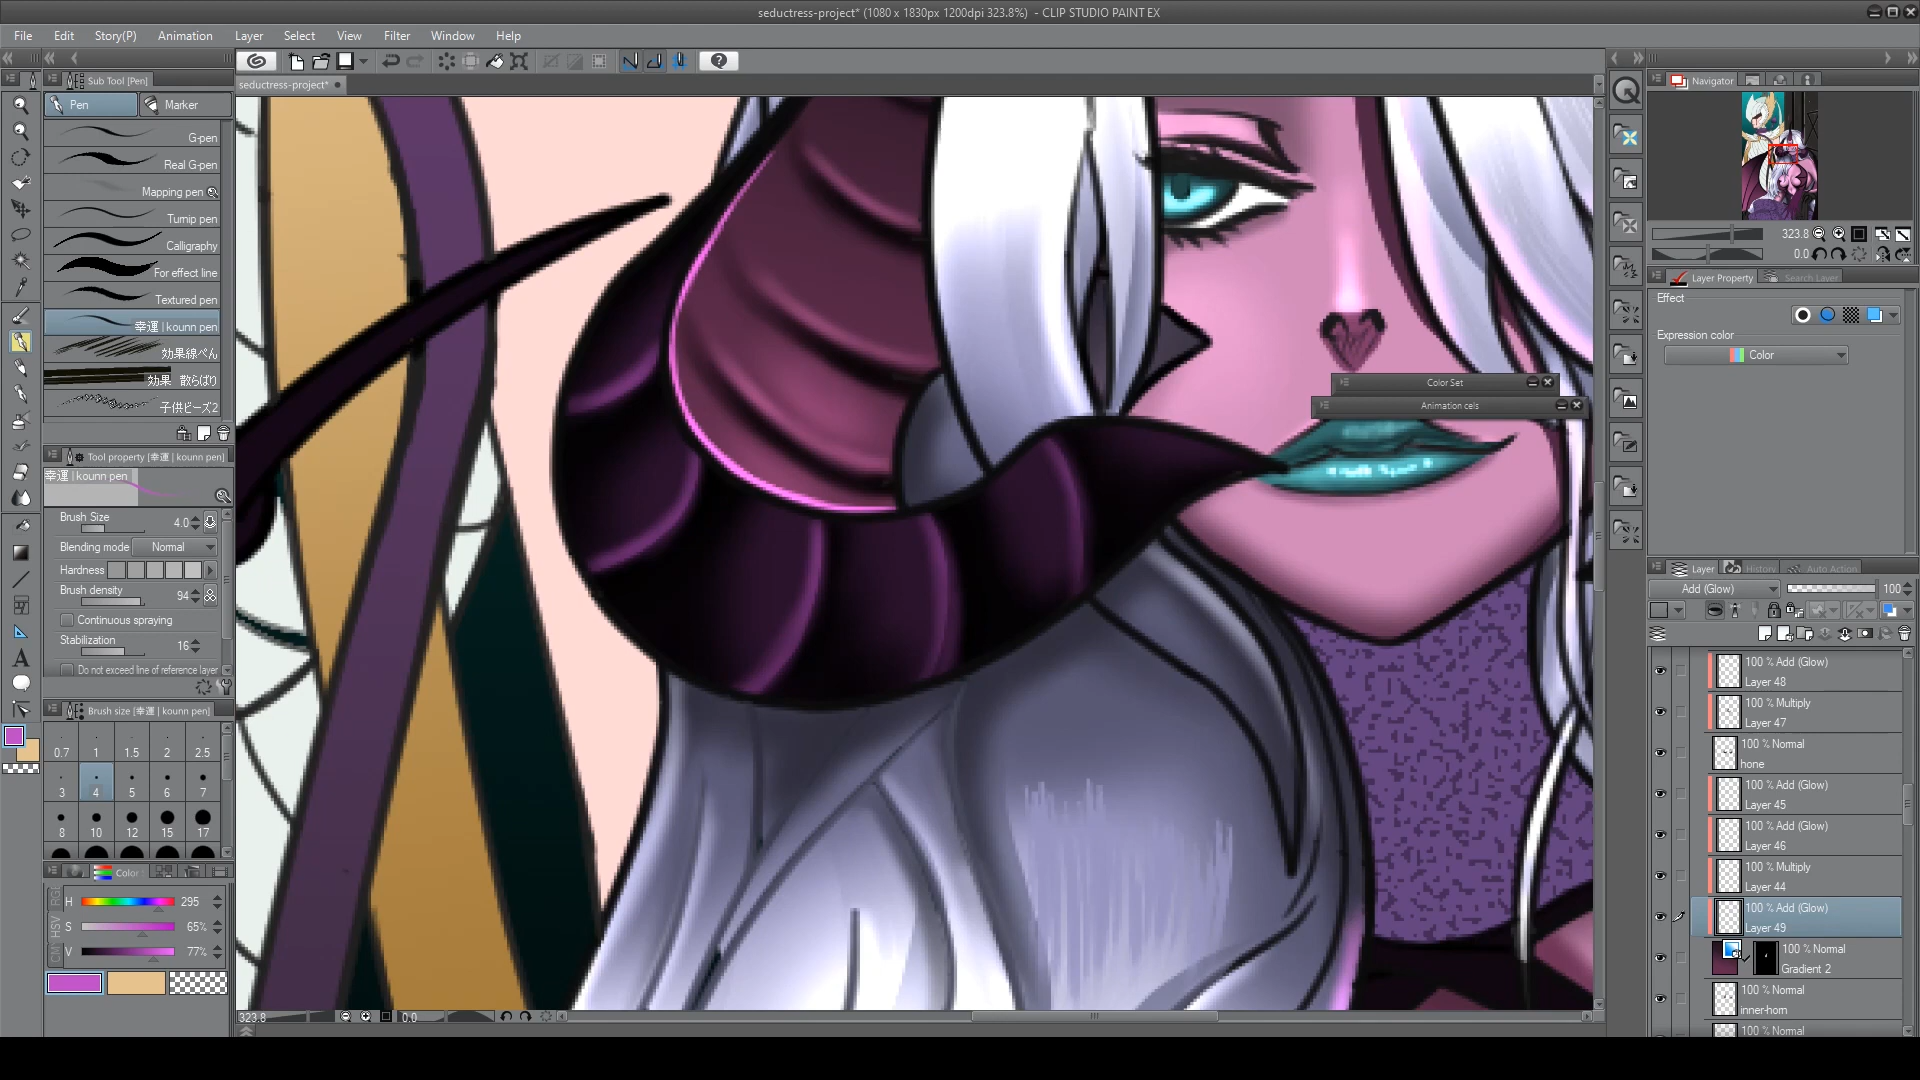 seductress-project* (1080 x 1830px 1200dpi 323.8%) - CLIP STUDIO PAINT EX
File Edit Story(P) Animation Layer Select View Filter Window Help
seductress-project*
Sub Tool [Pen]
Pen Marker
G-pen
Real G-pen
Mapping pen
Turnip pen
Calligraphy
For effect line
Textured pen
幸運 | kounn pen
効果線ぺん
効果 散らばり
子供ビーズ2
Tool property [幸運 | kounn pen]
幸運 | kounn pen
Brush Size 4.0
Blending mode Normal
Hardness
Brush density 94
Continuous spraying
Stabilization 16
Do not exceed line of reference layer
Brush size [幸運 | kounn pen]
0.7 1 1.5 2 2.5
3 4 5 6 7
8 10 12 15 17
Color
H 295
S 65%
V 77%
RGB
HSV
323.8 0.0
Color Set
Animation cels
Navigator
323.8
0.0
Layer Property Search Layer
Effect
Expression color
Color
Layer History Auto Action
Add (Glow) 100
100 % Add (Glow)
Layer 48
100 % Multiply
Layer 47
100 % Normal
hone
100 % Add (Glow)
Layer 45
100 % Add (Glow)
Layer 46
100 % Multiply
Layer 44
100 % Add (Glow)
Layer 49
100 % Normal
Gradient 2
100 % Normal
inner-horn
100 % Normal